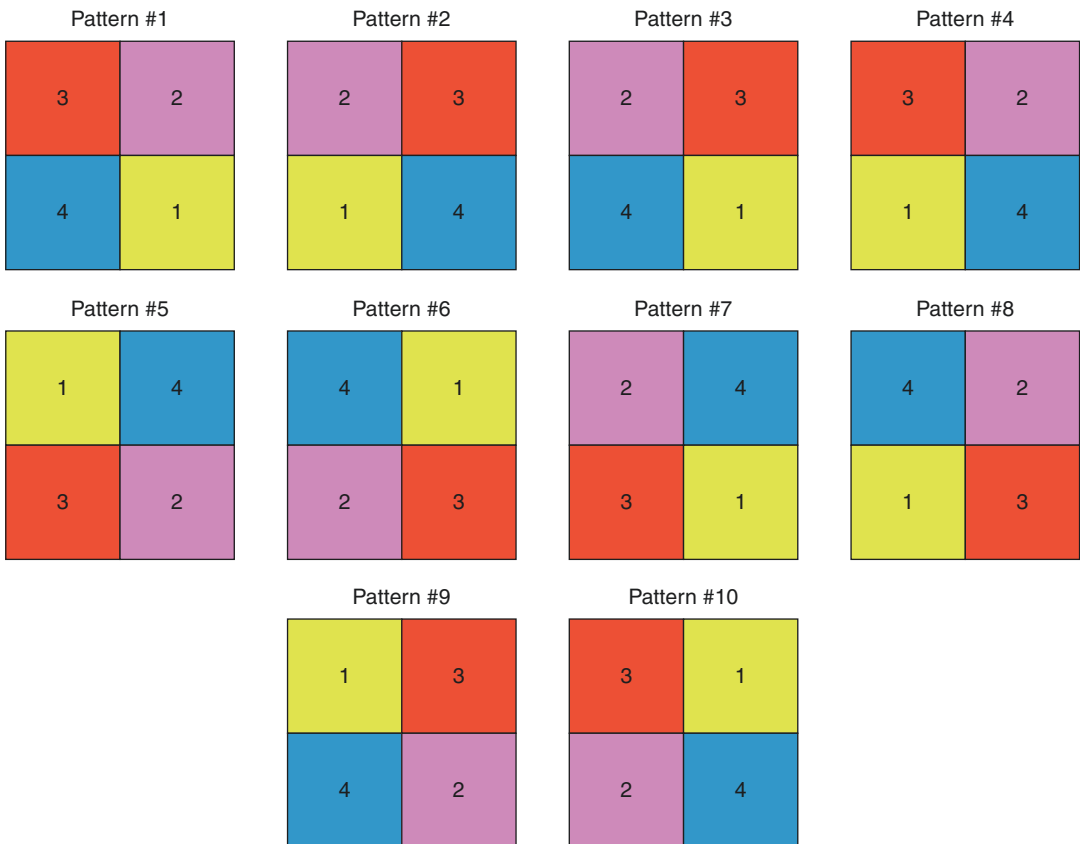 Pattern #1 Pattern #2 Pattern #3 Pattern #4
3 2 2 3 2 3 3 2
4 1 1 4 4 1 1 4
Pattern #5 Pattern #6 Pattern #7 Pattern #8
1 4 4 1 2 4 4 2
3 2 2 3 3 1 1 3
Pattern #9 Pattern #10
1 3 3 1
4 2 2 4